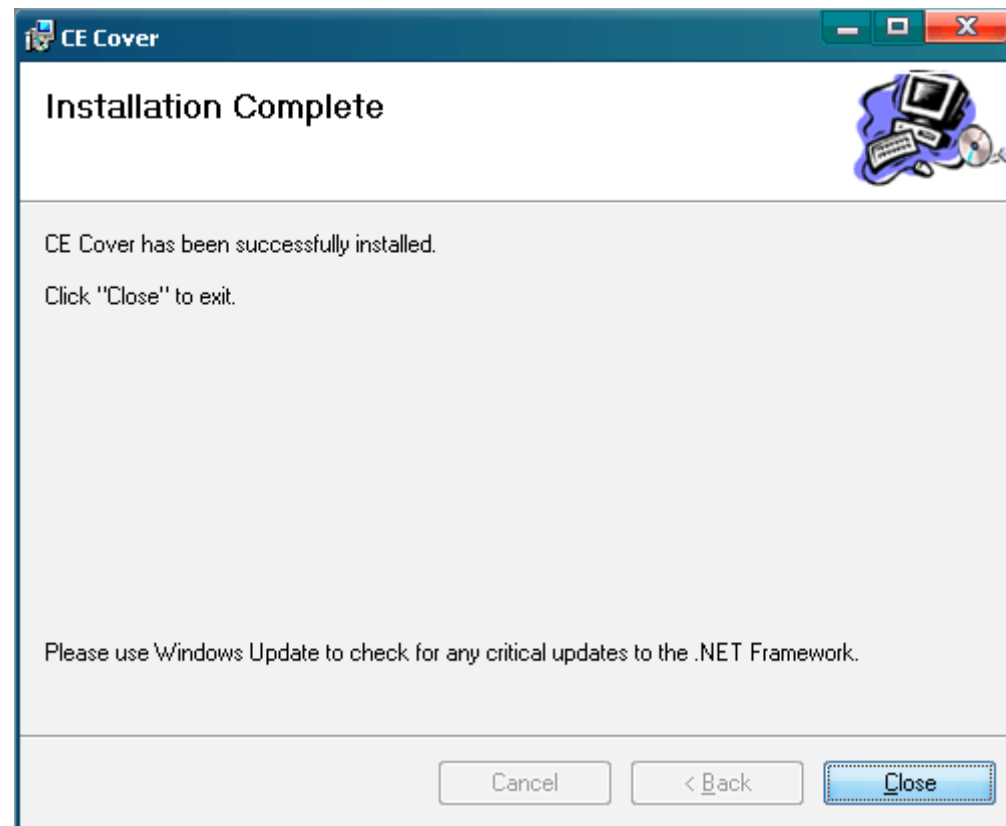 CE Cover
Installation Complete
CE Cover has been successfully installed.
Click "Close" to exit.
Please use Windows Update to check for any critical updates to the .NET Framework.
Cancel
< Back
Close